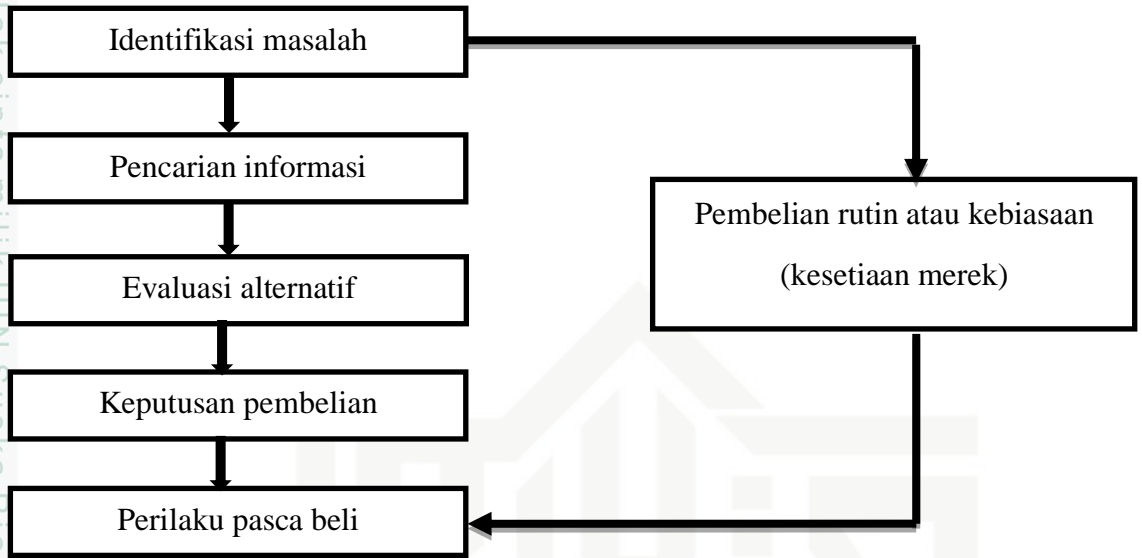 Identifikasi masalah
Pencarian informasi
Evaluasi alternatif
Keputusan pembelian
Perilaku pasca beli
Pembelian rutin atau kebiasaan
(kesetiaan merek)